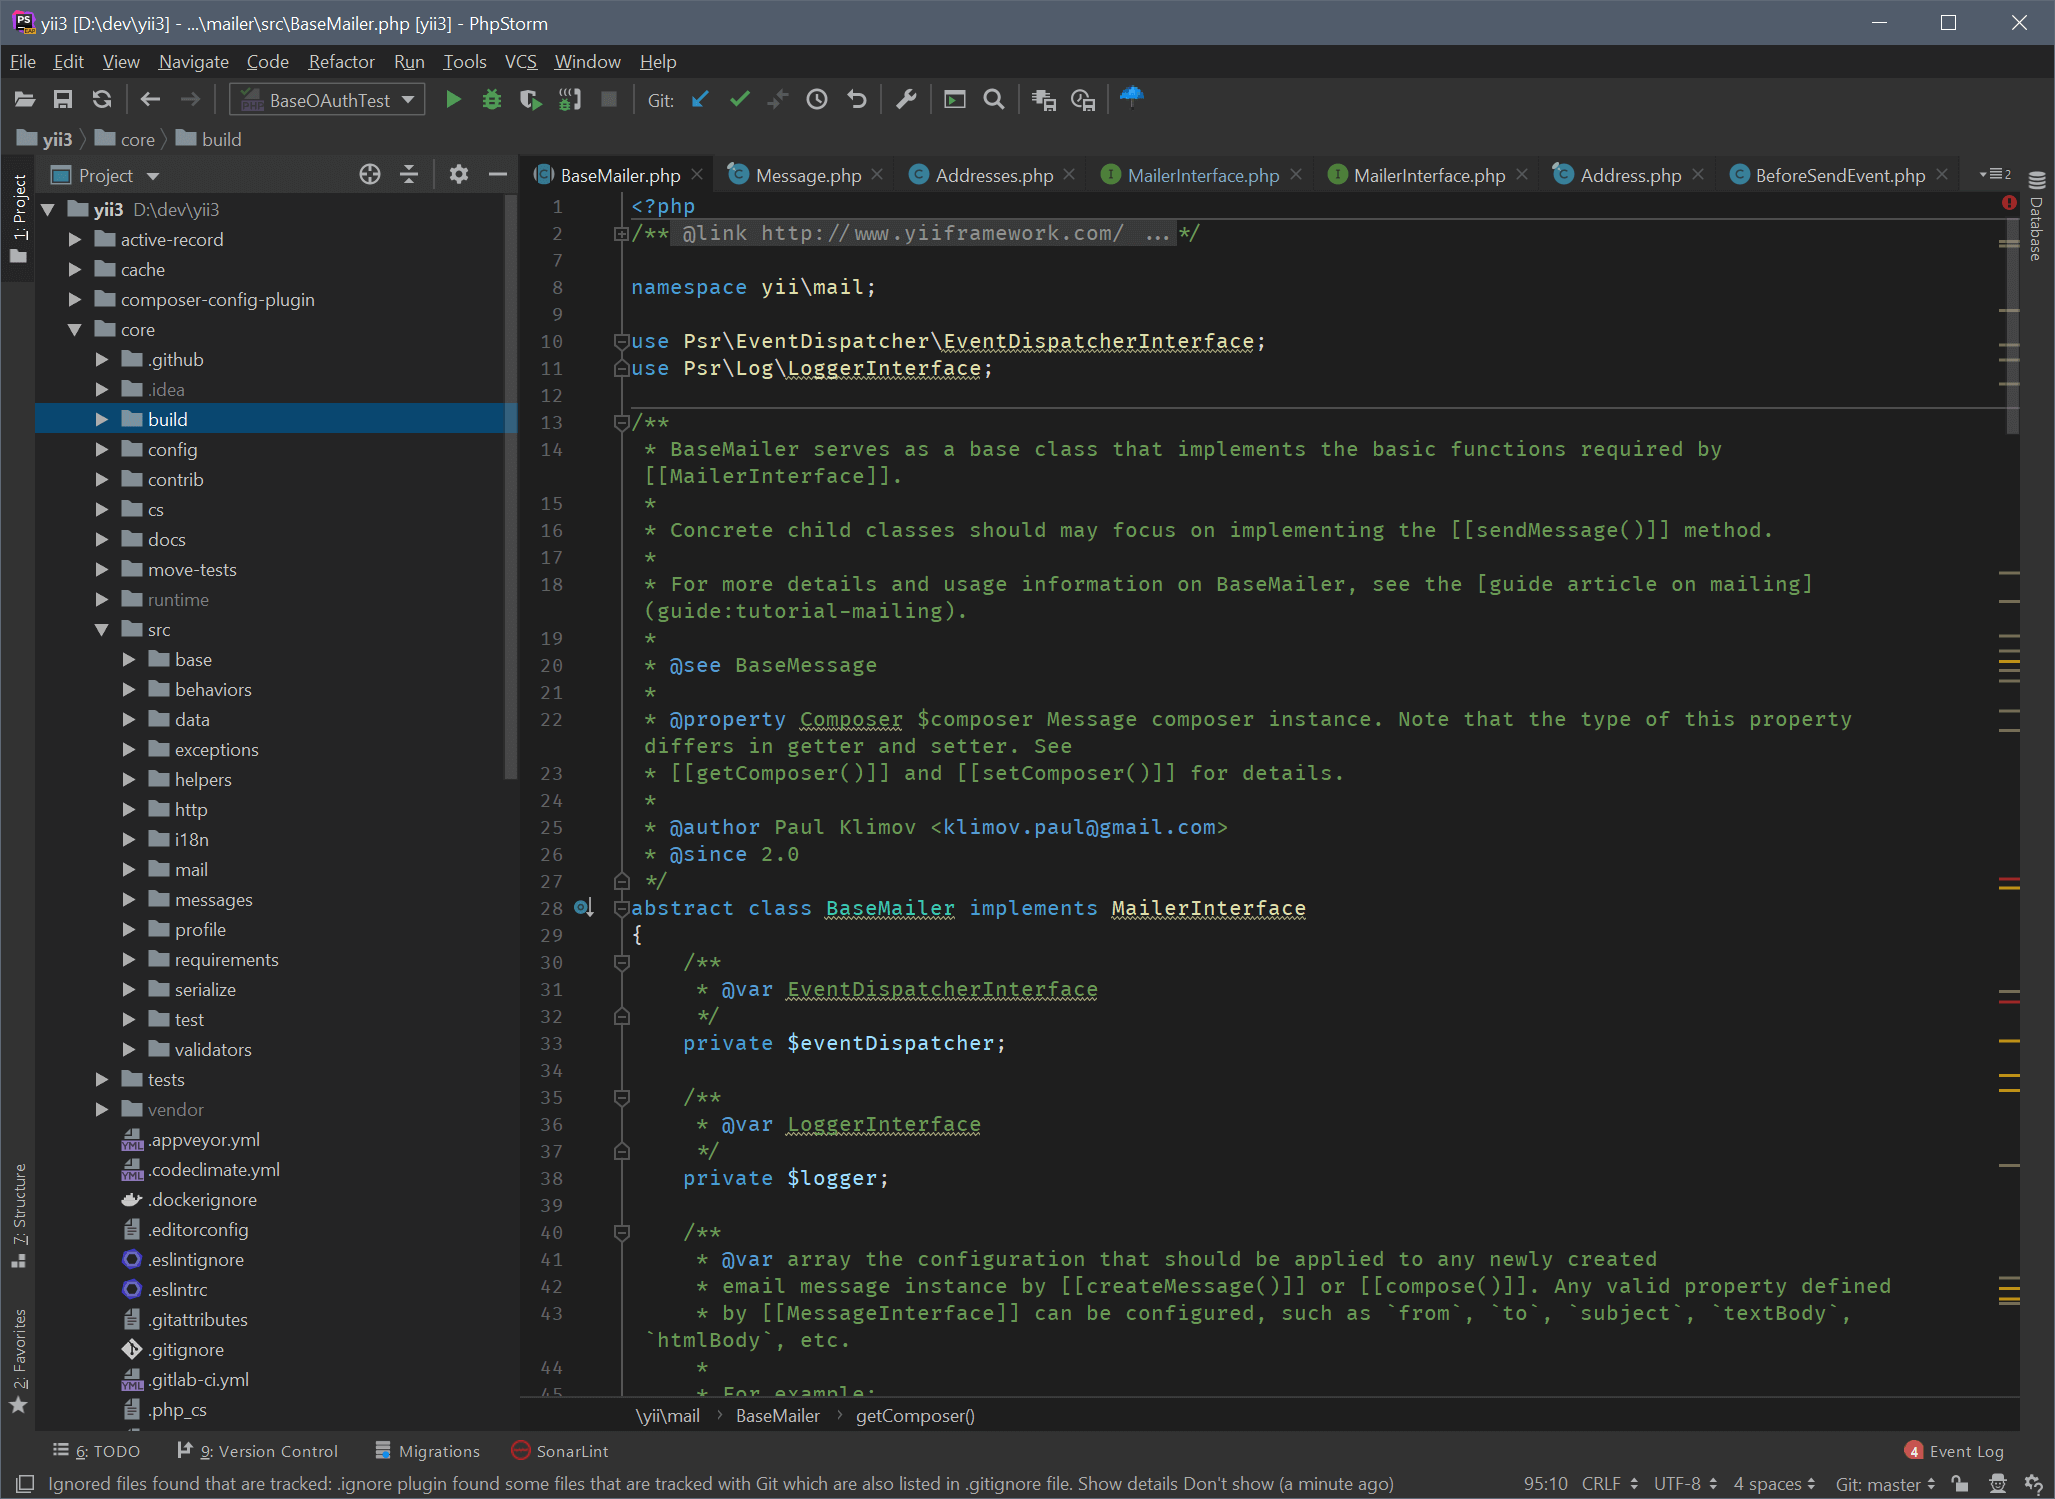 yii3 [D:\dev\yii3] - ...\mailer\src\BaseMailer.php [yii3] - PhpStorm
File Edit View Navigate Code Refactor Run Tools VCS Window Help
BaseOAuthTest Git:
yii3 core build
Project
BaseMailer.php Message.php Addresses.php MailerInterface.php MailerInterface.php Address.php BeforeSendEvent.php 2
1: Project
7: Structure
2: Favorites
Database
yii3 D:\dev\yii3
active-record
cache
composer-config-plugin
core
.github
.idea
build
config
contrib
cs
docs
move-tests
runtime
src
base
behaviors
data
exceptions
helpers
http
i18n
mail
messages
profile
requirements
serialize
test
validators
tests
vendor
.appveyor.yml
.codeclimate.yml
.dockerignore
.editorconfig
.eslintignore
.eslintrc
.gitattributes
.gitignore
.gitlab-ci.yml
.php_cs
1 <?php
2 /** @link http://www.yiiframework.com/ ...*/
7
8 namespace yii\mail;
9
10 use Psr\EventDispatcher\EventDispatcherInterface;
11 use Psr\Log\LoggerInterface;
12
13 /**
14 * BaseMailer serves as a base class that implements the basic functions required by
[[MailerInterface]].
15 *
16 * Concrete child classes should may focus on implementing the [[sendMessage()]] method.
17 *
18 * For more details and usage information on BaseMailer, see the [guide article on mailing]
(guide:tutorial-mailing).
19 *
20 * @see BaseMessage
21 *
22 * @property Composer $composer Message composer instance. Note that the type of this property
differs in getter and setter. See
23 * [[getComposer()]] and [[setComposer()]] for details.
24 *
25 * @author Paul Klimov <klimov.paul@gmail.com>
26 * @since 2.0
27 */
28 abstract class BaseMailer implements MailerInterface
29 {
30 /**
31 * @var EventDispatcherInterface
32 */
33 private $eventDispatcher;
34
35 /**
36 * @var LoggerInterface
37 */
38 private $logger;
39
40 /**
41 * @var array the configuration that should be applied to any newly created
42 * email message instance by [[createMessage()]] or [[compose()]]. Any valid property defined
43 * by [[MessageInterface]] can be configured, such as `from`, `to`, `subject`, `textBody`,
`htmlBody`, etc.
44 *
45 * For example:
\yii\mail BaseMailer getComposer()
6: TODO 9: Version Control Migrations SonarLint 4 Event Log
Ignored files found that are tracked: .ignore plugin found some files that are tracked with Git which are also listed in .gitignore file. Show details Don't show (a minute ago) 95:10 CRLF UTF-8 4 spaces Git: master